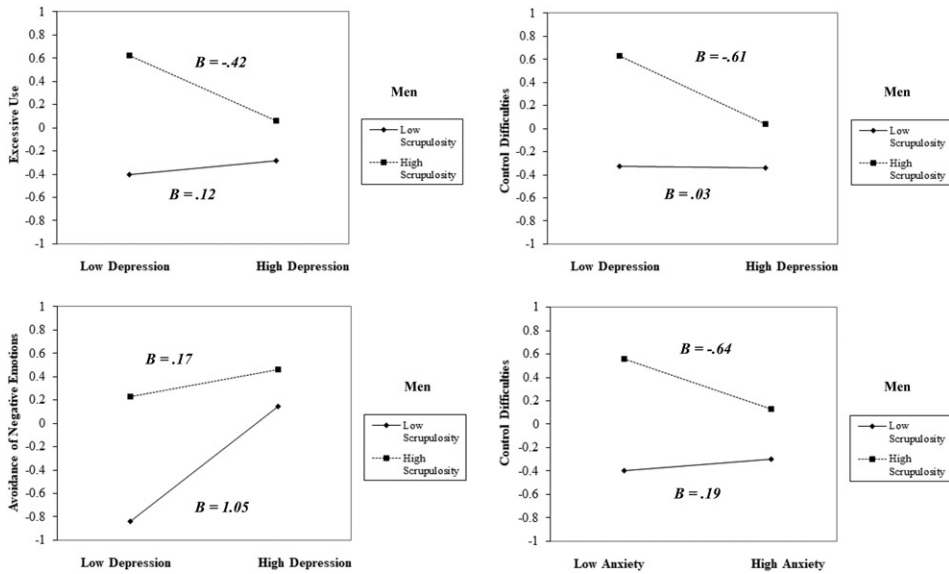 1
0.8
0.6
0.4
0.2
0
-0.2
-0.4
-0.6
-0.8
-1
Excessive Use
B = -.42
B = .12
Low Depression
High Depression
Men
Low
Scrupulosity
High
Scrupulosity
1
0.8
0.6
0.4
0.2
0
-0.2
-0.4
-0.6
-0.8
-1
Control Difficulties
B = -.61
B = .03
Low Depression
High Depression
Men
Low
Scrupulosity
High
Scrupulosity
1
0.8
0.6
0.4
0.2
0
-0.2
-0.4
-0.6
-0.8
-1
Avoidance of Negative Emotions
B = .17
B = 1.05
Low Depression
High Depression
Men
Low
Scrupulosity
High
Scrupulosity
1
0.8
0.6
0.4
0.2
0
-0.2
-0.4
-0.6
-0.8
-1
Control Difficulties
B = -.64
B = .19
Low Anxiety
High Anxiety
Men
Low
Scrupulosity
High
Scrupulosity